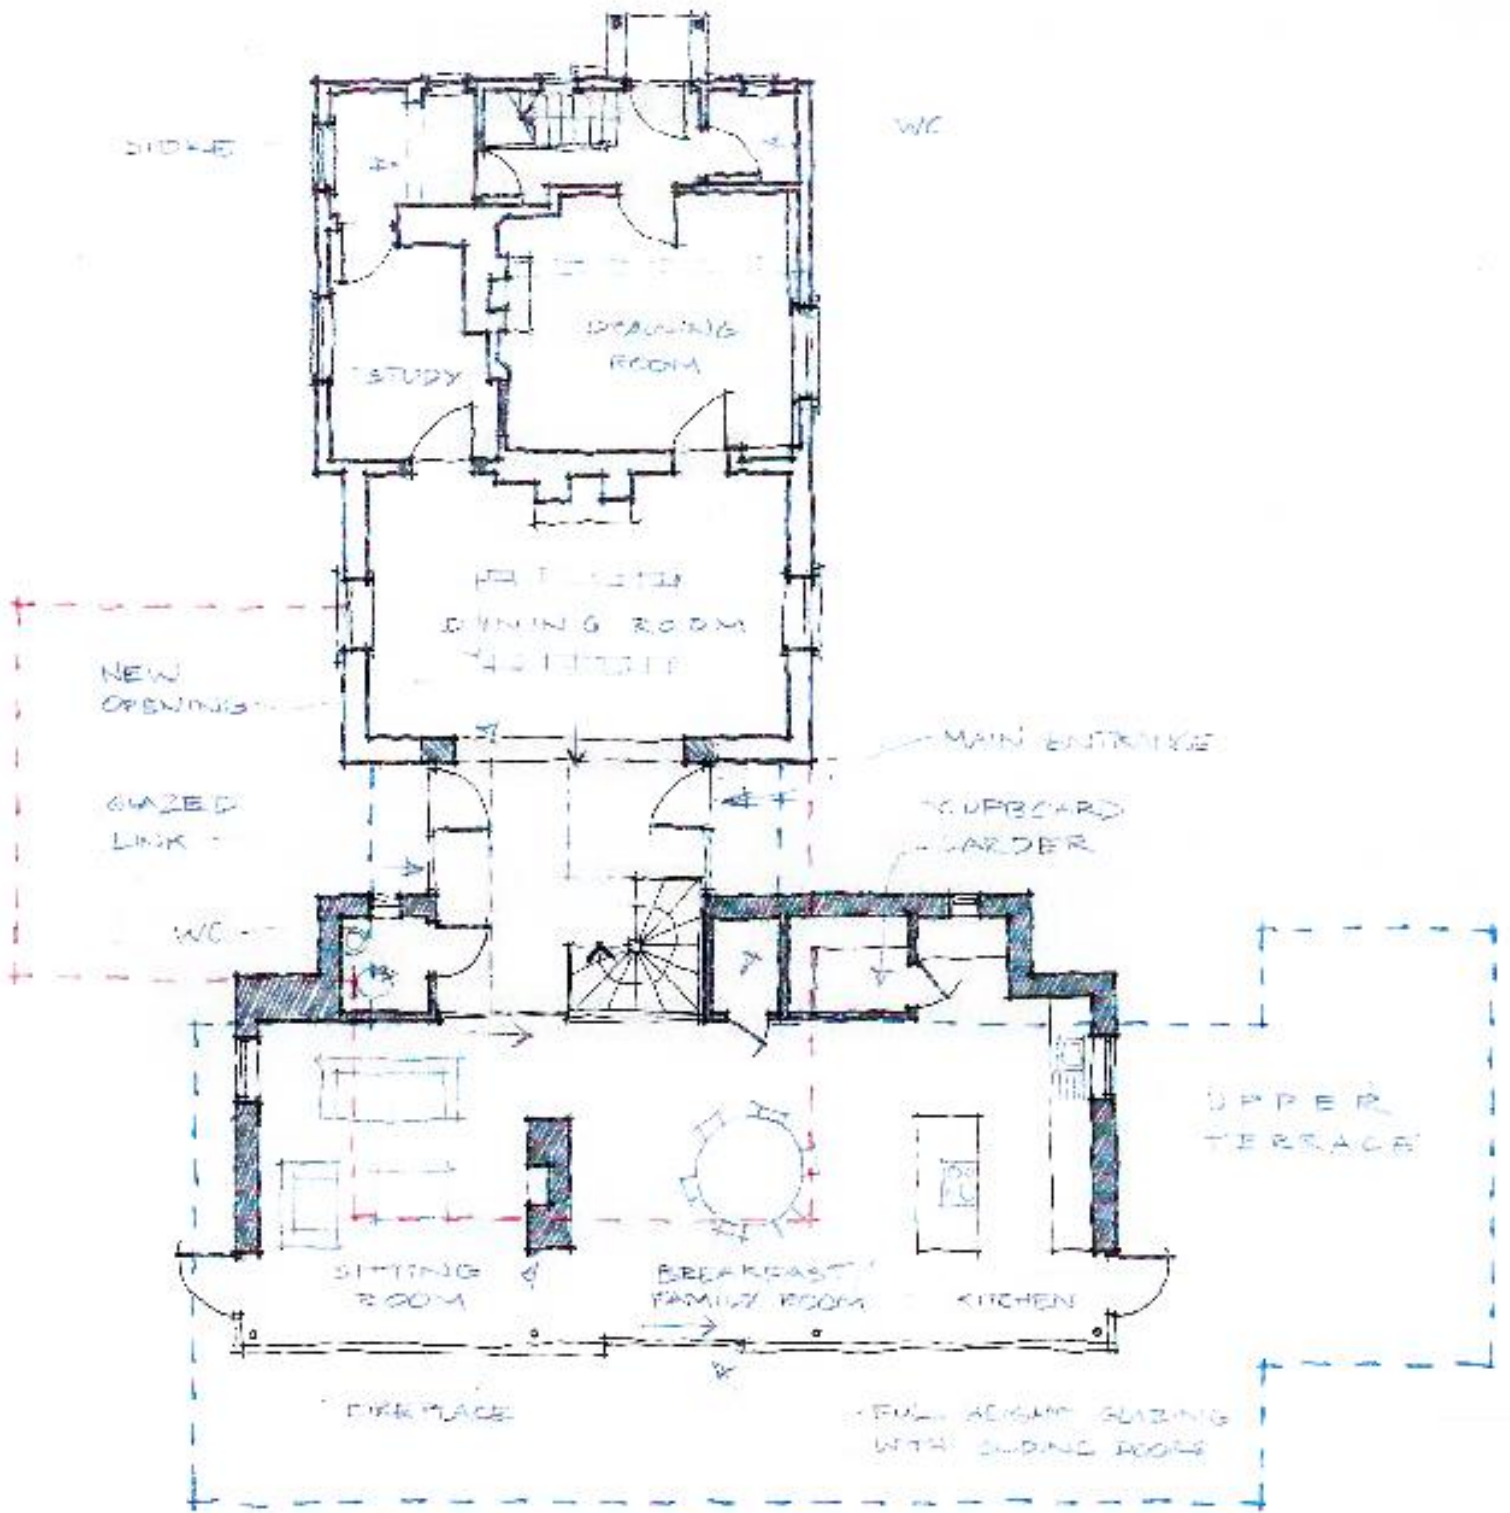 STORE
WC
DRAWING
ROOM
STUDY
DINING ROOM
NEW
OPENING
MAIN ENTRANCE
GLAZED
LINK
CUPBOARD
LARDER
WC
UPPER
TERRACE
SITTING
ROOM
BREAKFAST/
FAMILY ROOM
KITCHEN
FIREPLACE
FULL HEIGHT GLAZING
WITH SLIDING DOORS